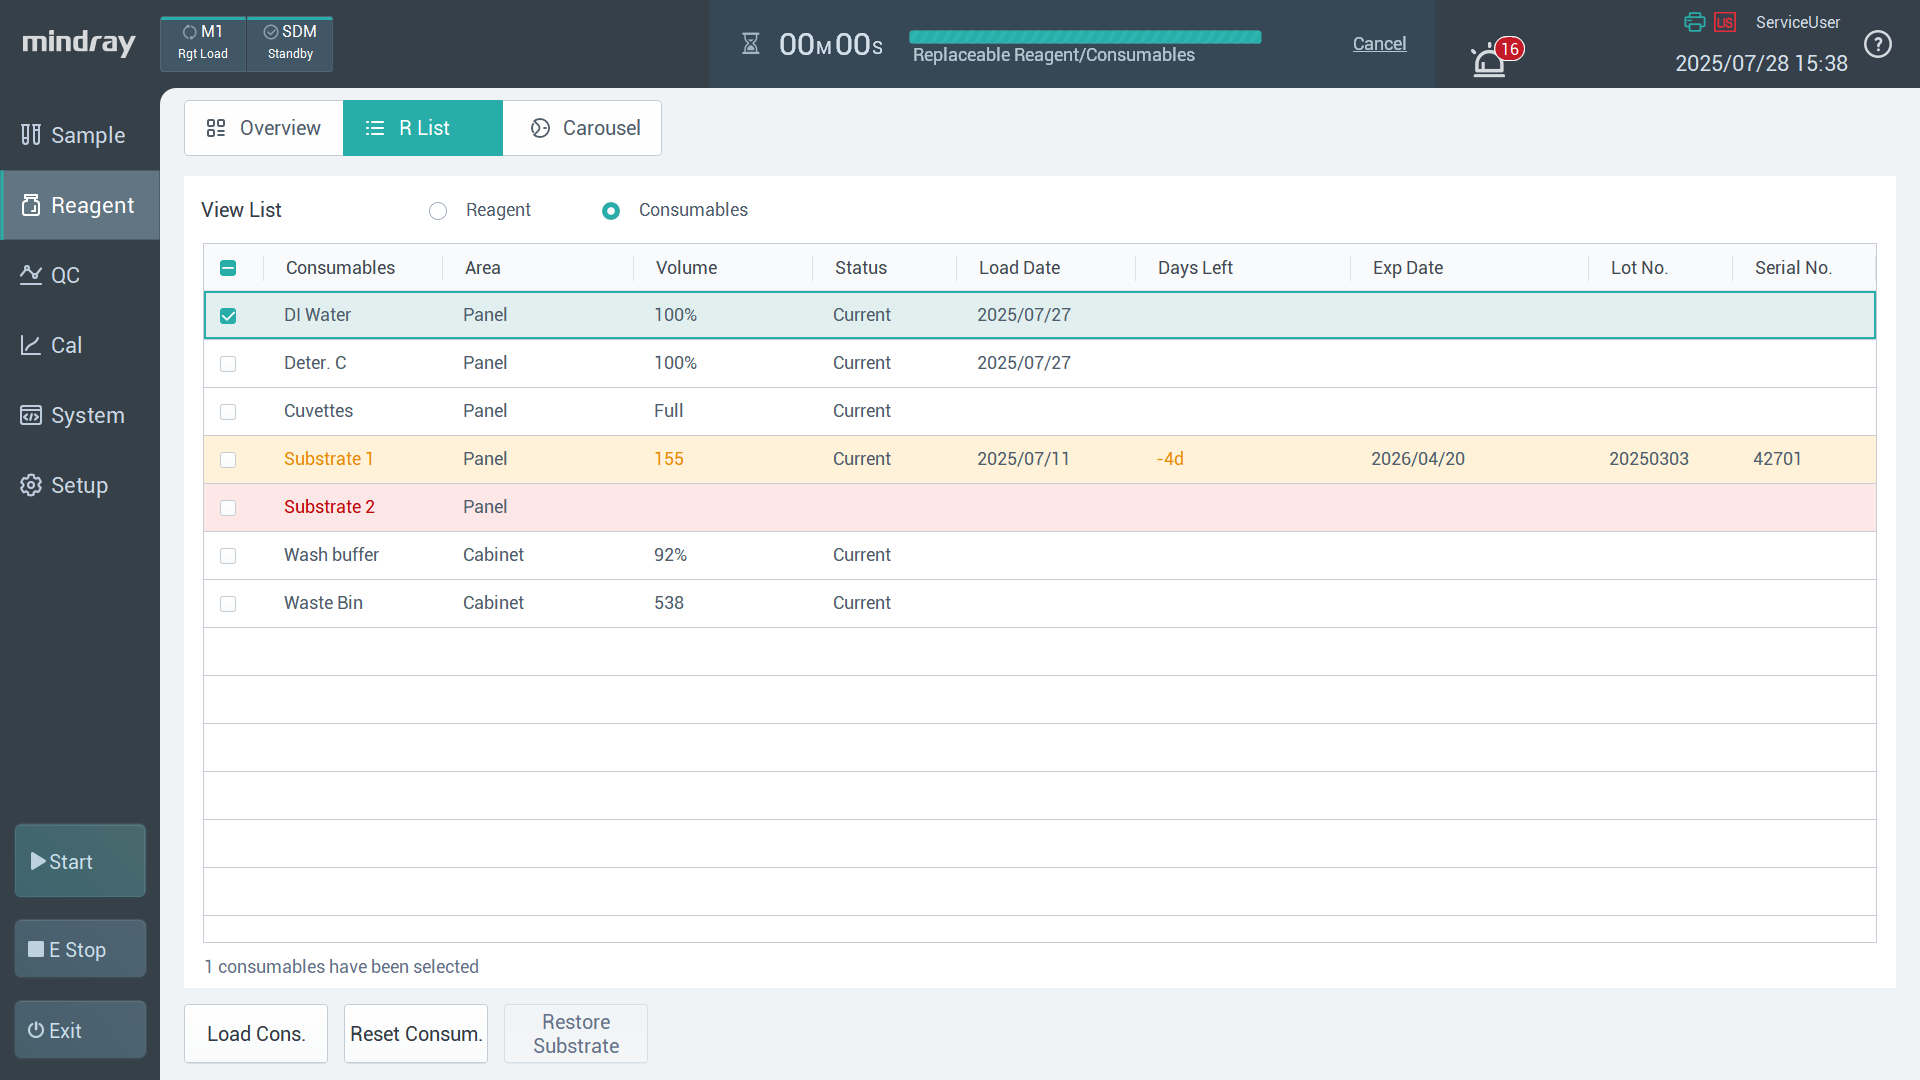 mindray
M1
Rgt Load
SDM
Standby
00M00S
Replaceable Reagent/Consumables
Cancel
16
LIS
ServiceUser
2025/07/28 15:38
?
Sample
Reagent
QC
Cal
System
Setup
Start
E Stop
Exit
Overview
R List
Carousel
View List
Reagent
Consumables
Consumables Area Volume Status Load Date Days Left Exp Date Lot No. Serial No.
DI Water Panel 100% Current 2025/07/27
Deter. C Panel 100% Current 2025/07/27
Cuvettes Panel Full Current
Substrate 1 Panel 155 Current 2025/07/11 -4d 2026/04/20 20250303 42701
Substrate 2 Panel
Wash buffer Cabinet 92% Current
Waste Bin Cabinet 538 Current
1 consumables have been selected
Load Cons.
Reset Consum.
Restore
Substrate